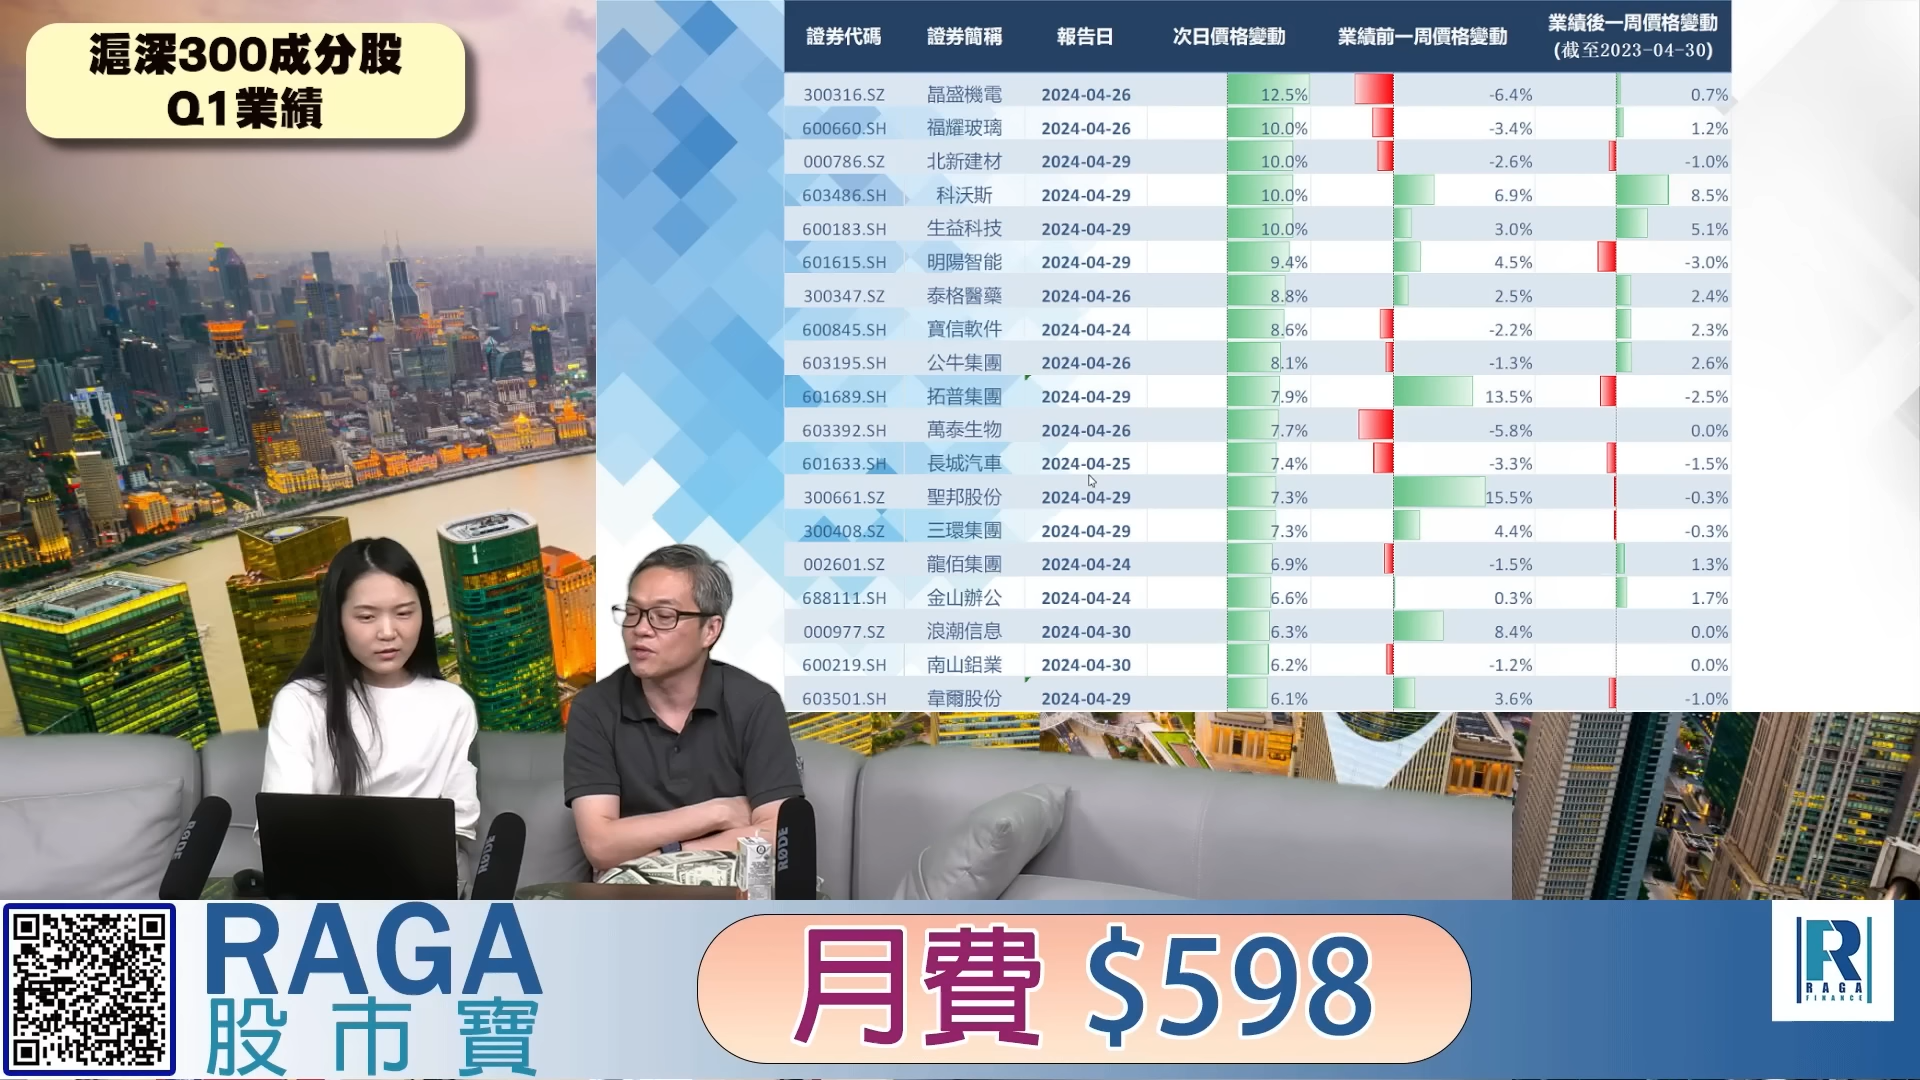 滬深300成分股
Q1業績
證券代碼 證券簡稱 報告日 次日價格變動 業績前一周價格變動 業績後一周價格變動
(截至2023-04-30)
300316.SZ 晶盛機電 2024-04-26 12.5% -6.4% 0.7%
600660.SH 福耀玻璃 2024-04-26 10.0% -3.4% 1.2%
000786.SZ 北新建材 2024-04-29 10.0% -2.6% -1.0%
603486.SH 科沃斯 2024-04-29 10.0% 6.9% 8.5%
600183.SH 生益科技 2024-04-29 10.0% 3.0% 5.1%
601615.SH 明陽智能 2024-04-29 9.4% 4.5% -3.0%
300347.SZ 泰格醫藥 2024-04-26 8.8% 2.5% 2.4%
600845.SH 寶信軟件 2024-04-24 8.6% -2.2% 2.3%
603195.SH 公牛集團 2024-04-26 8.1% -1.3% 2.6%
601689.SH 拓普集團 2024-04-29 7.9% 13.5% -2.5%
603392.SH 萬泰生物 2024-04-26 7.7% -5.8% 0.0%
601633.SH 長城汽車 2024-04-25 7.4% -3.3% -1.5%
300661.SZ 聖邦股份 2024-04-29 7.3% 15.5% -0.3%
300408.SZ 三環集團 2024-04-29 7.3% 4.4% -0.3%
002601.SZ 龍佰集團 2024-04-24 6.9% -1.5% 1.3%
688111.SH 金山辦公 2024-04-24 6.6% 0.3% 1.7%
000977.SZ 浪潮信息 2024-04-30 6.3% 8.4% 0.0%
600219.SH 南山鋁業 2024-04-30 6.2% -1.2% 0.0%
603501.SH 韋爾股份 2024-04-29 6.1% 3.6% -1.0%
RØDE
RØDE
RØDE
RAGA
股市寶
月費 $598
RAGA
FINANCE